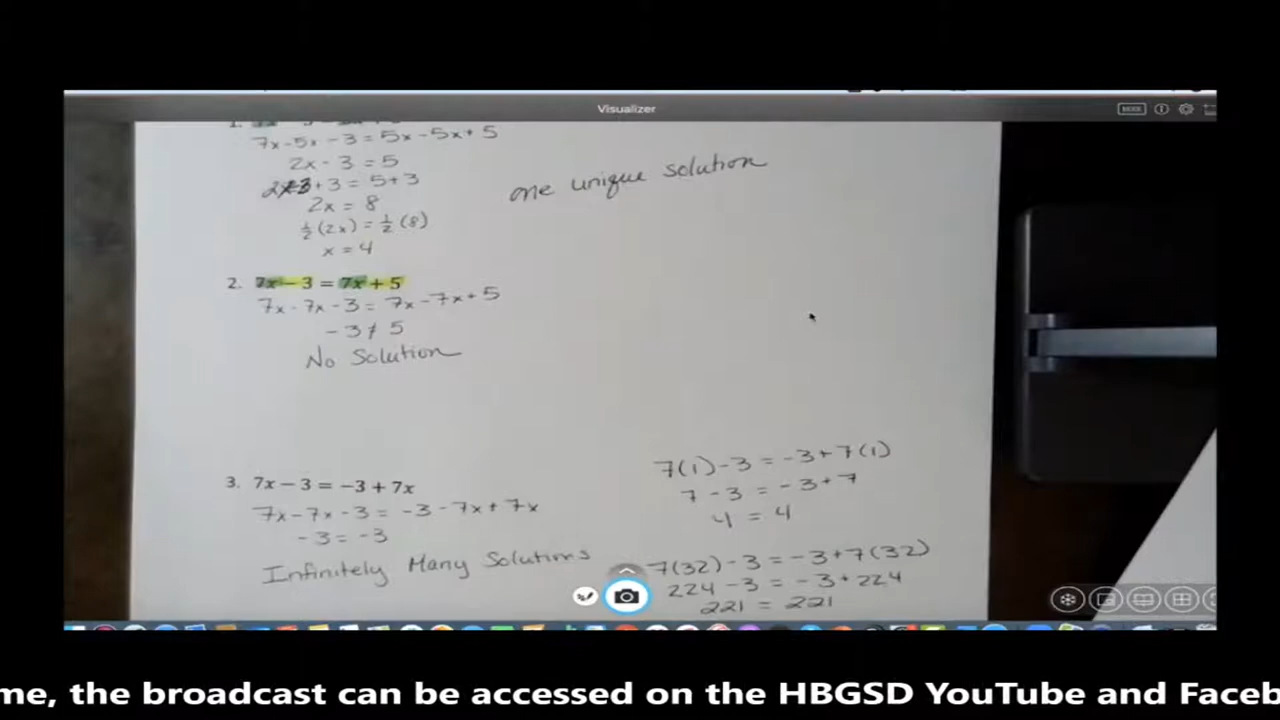 Visualizer
1.
7x-5x-3=5x-5x+5
2x-3=5
+3=5+3
2x=8
½(2x)=½(8)
x=4
one unique solution
2. 7x-3=7x+5
7x-7x-3=7x-7x+5
-3≠5
No Solution
3. 7x-3=-3+7x
7x-7x-3=-3-7x+7x
-3=-3
Infinitely Many Solutions
7(1)-3=-3+7(1)
7-3=-3+7
4=4
7(32)-3=-3+7(32)
224-3=-3+224
221=221
me, the broadcast can be accessed on the HBGSD YouTube and Faceb